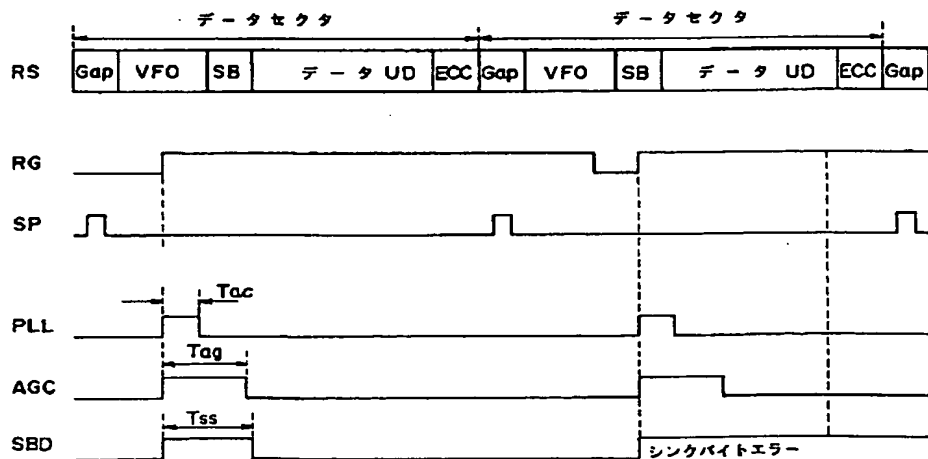 データセクタ データセクタ
RS Gap VFO SB データ UD ECC Gap VFO SB データ UD ECC Gap
RG
SP
Tac
PLL
Tag
AGC
Tss
SBD シンクバイトエラー